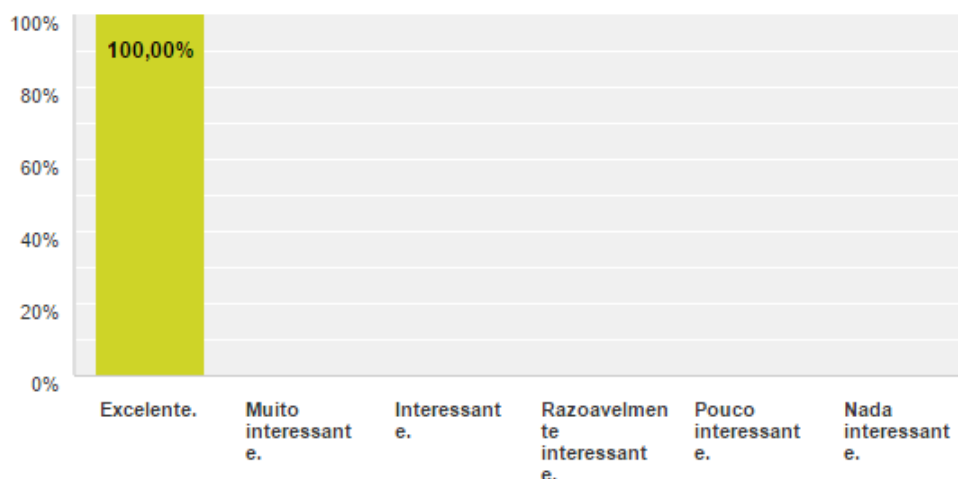 100%
100,00%
80%
60%
40%
20%
0%
Excelente.
Muito
interessant
e.
Interessant
e.
Razoavelmen
te
interessant
e.
Pouco
interessant
e.
Nada
interessant
e.